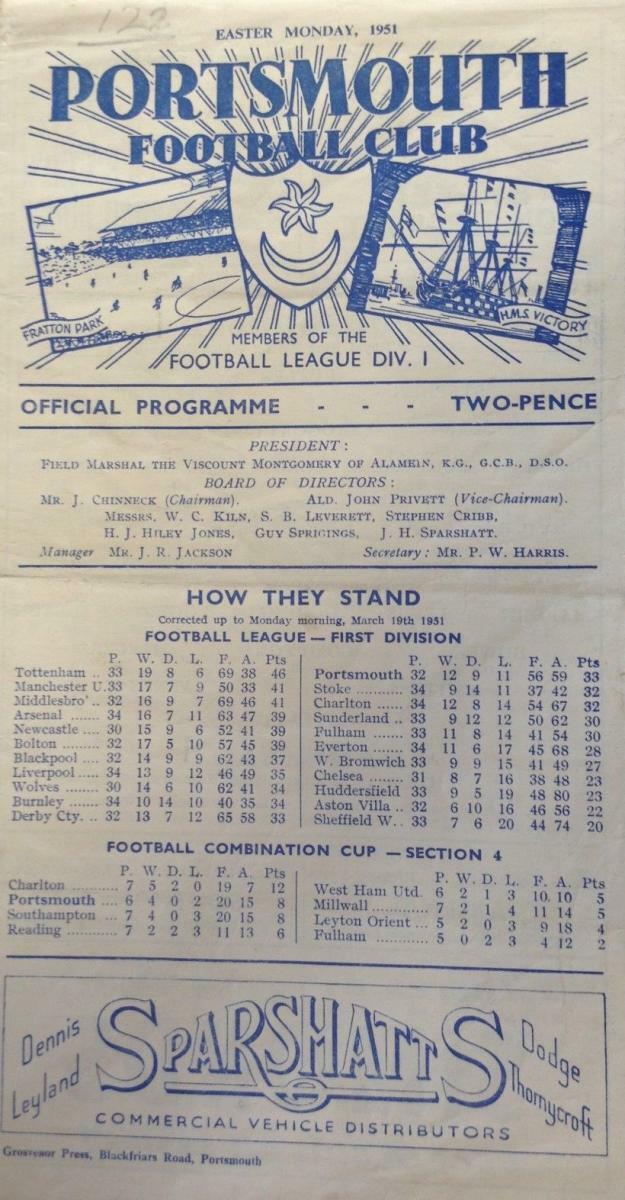 122
EASTER MONDAY, 1951
PORTSMOUTH
FOOTBALL CLUB
FRATTON PARK
H.M.S. VICTORY
MEMBERS OF THE
FOOTBALL LEAGUE DIV. I
OFFICIAL PROGRAMME - - - TWO-PENCE
PRESIDENT :
FIELD MARSHAL THE VISCOUNT MONTGOMERY OF ALAMEIN, K.G., G.C.B., D.S.O.
BOARD OF DIRECTORS :
MR. J. CHINNECK (Chairman). ALD. JOHN PRIVETT (Vice-Chairman).
MESSRS. W. C. KILN, S. B. LEVERETT, STEPHEN CRIBB,
H. J. HILEY JONES, GUY SPRIGINGS, J. H. SPARSHATT.
Manager MR. J. R. JACKSON Secretary : MR. P. W. HARRIS.
HOW THEY STAND
Corrected up to Monday morning, March 19th 1951
FOOTBALL LEAGUE — FIRST DIVISION
P. W. D. L. F. A. Pts
Tottenham .. 33 19 8 6 69 38 46
Manchester U. 33 17 7 9 50 33 41
Middlesbro' .. 32 16 9 7 69 46 41
Arsenal ....... 34 16 7 11 63 47 39
Newcastle .... 30 15 9 6 52 41 39
Bolton ......... 32 17 5 10 57 45 39
Blackpool .... 32 14 9 9 62 43 37
Liverpool ..... 34 13 9 12 46 49 35
Wolves ........ 30 14 6 10 62 41 34
Burnley ....... 34 10 14 10 40 35 34
Derby Cty. .. 32 13 7 12 65 58 33
P. W. D. L. F. A. Pts
Portsmouth 32 12 9 11 56 59 33
Stoke ........... 34 9 14 11 37 42 32
Charlton ...... 34 12 8 14 54 67 32
Sunderland .. 33 9 12 12 50 62 30
Fulham ....... 33 11 8 14 41 54 30
Everton ....... 34 11 6 17 45 68 28
W. Bromwich 33 9 9 15 41 49 27
Chelsea ........ 31 8 7 16 38 48 23
Huddersfield 33 9 5 19 48 80 23
Aston Villa .. 32 6 10 16 46 56 22
Sheffield W. . 33 7 6 20 44 74 20
FOOTBALL COMBINATION CUP — SECTION 4
P. W. D. L. F. A. Pts
Charlton ........... 7 5 2 0 19 7 12
Portsmouth .... 6 4 0 2 20 15 8
Southampton ... 7 4 0 3 20 15 8
Reading ............ 7 2 2 3 11 13 6
P. W. D. L. F. A. Pts
West Ham Utd. 6 2 1 3 10 10 5
Millwall ............. 7 2 1 4 11 14 5
Leyton Orient ... 5 2 0 3 9 18 4
Fulham ............ 5 0 2 3 4 12 2
Dennis
Leyland
SPARSHATTS
Dodge
Thornycroft
COMMERCIAL VEHICLE DISTRIBUTORS
Grosvenor Press, Blackfriars Road, Portsmouth